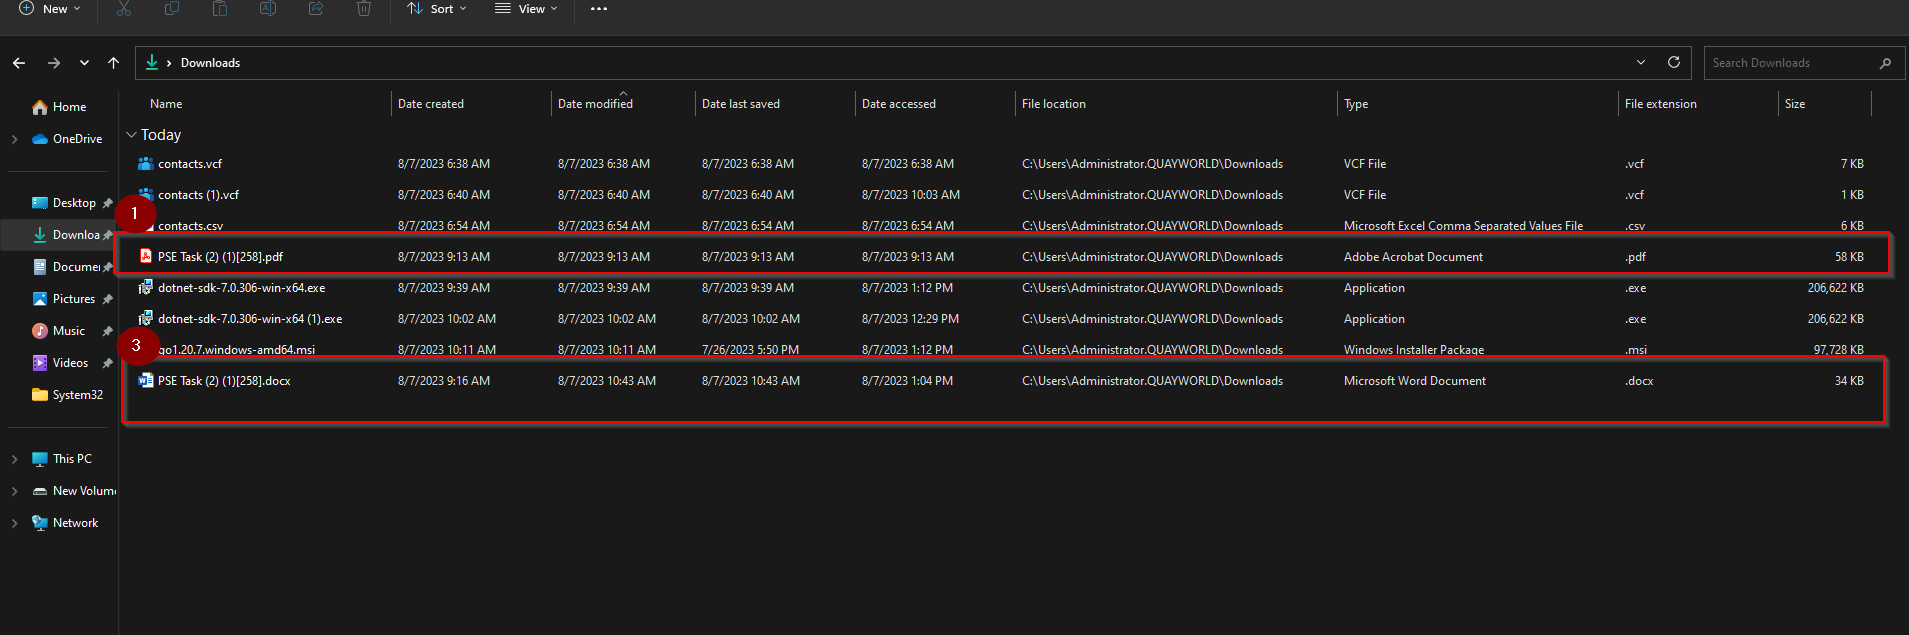 New Sort View
Downloads Search Downloads
Name Date created Date modified Date last saved Date accessed File location Type File extension Size
Home
OneDrive
Desktop
Downloa
Documer
Pictures
Music
Videos
System32
This PC
New Volum
Network
Today
contacts.vcf 8/7/2023 6:38 AM 8/7/2023 6:38 AM 8/7/2023 6:38 AM 8/7/2023 6:38 AM C:\Users\Administrator.QUAYWORLD\Downloads VCF File .vcf 7 KB
contacts (1).vcf 8/7/2023 6:40 AM 8/7/2023 6:40 AM 8/7/2023 6:40 AM 8/7/2023 10:03 AM C:\Users\Administrator.QUAYWORLD\Downloads VCF File .vcf 1 KB
1
contacts.csv 8/7/2023 6:54 AM 8/7/2023 6:54 AM 8/7/2023 6:54 AM 8/7/2023 6:54 AM C:\Users\Administrator.QUAYWORLD\Downloads Microsoft Excel Comma Separated Values File .csv 6 KB
PSE Task (2) (1)[258].pdf 8/7/2023 9:13 AM 8/7/2023 9:13 AM 8/7/2023 9:13 AM 8/7/2023 9:13 AM C:\Users\Administrator.QUAYWORLD\Downloads Adobe Acrobat Document .pdf 58 KB
dotnet-sdk-7.0.306-win-x64.exe 8/7/2023 9:39 AM 8/7/2023 9:39 AM 8/7/2023 9:39 AM 8/7/2023 1:12 PM C:\Users\Administrator.QUAYWORLD\Downloads Application .exe 206,622 KB
dotnet-sdk-7.0.306-win-x64 (1).exe 8/7/2023 10:02 AM 8/7/2023 10:02 AM 8/7/2023 10:02 AM 8/7/2023 12:29 PM C:\Users\Administrator.QUAYWORLD\Downloads Application .exe 206,622 KB
3
go1.20.7.windows-amd64.msi 8/7/2023 10:11 AM 8/7/2023 10:11 AM 7/26/2023 5:50 PM 8/7/2023 1:12 PM C:\Users\Administrator.QUAYWORLD\Downloads Windows Installer Package .msi 97,728 KB
PSE Task (2) (1)[258].docx 8/7/2023 9:16 AM 8/7/2023 10:43 AM 8/7/2023 10:43 AM 8/7/2023 1:04 PM C:\Users\Administrator.QUAYWORLD\Downloads Microsoft Word Document .docx 34 KB